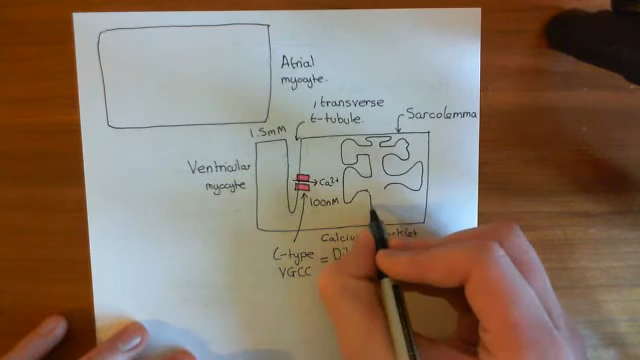 Atrial
myocyte.
transverse
t-tubule.
Sarcolemma
1.5mM
Ventricular
myocyte
Ca2+
100nM
L-type
VGCC
=